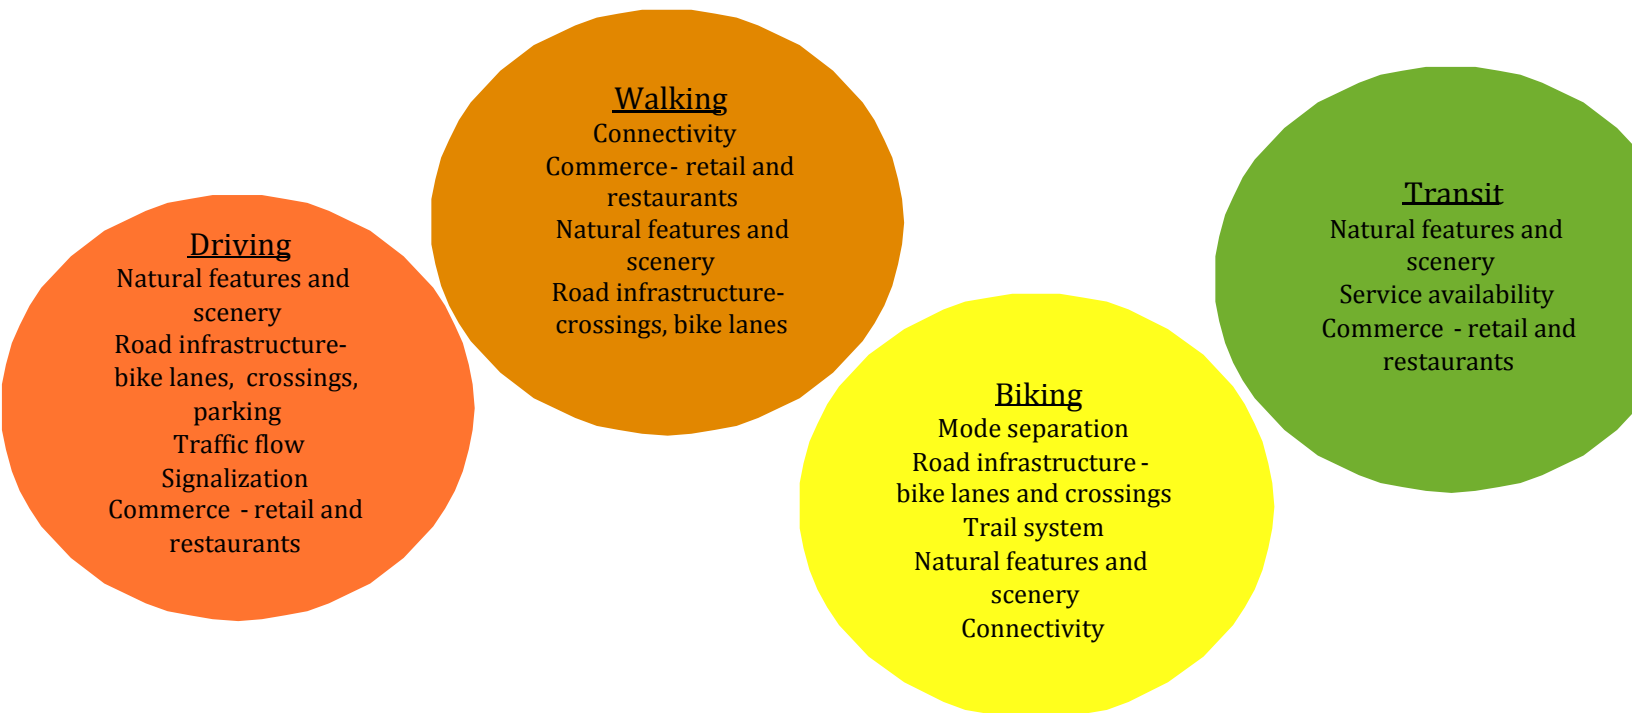 Driving
Natural features and
scenery
Road infrastructure-
bike lanes, crossings,
parking
Traffic flow
Signalization
Commerce - retail and
restaurants
Walking
Connectivity
Commerce- retail and
restaurants
Natural features and
scenery
Road infrastructure-
crossings, bike lanes
Biking
Mode separation
Road infrastructure -
bike lanes and crossings
Trail system
Natural features and
scenery
Connectivity
Transit
Natural features and
scenery
Service availability
Commerce - retail and
restaurants